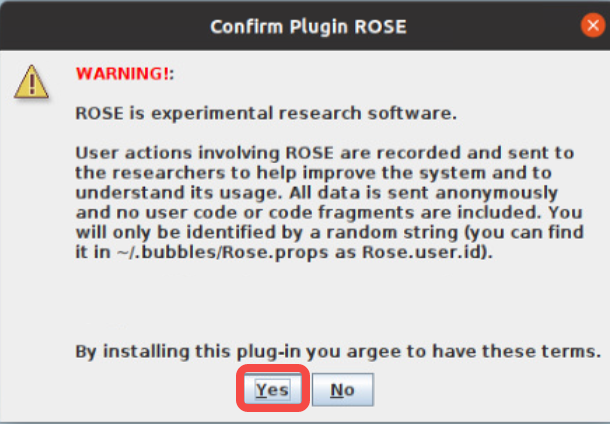 Confirm Plugin ROSE
WARNING!:
ROSE is experimental research software.
User actions involving ROSE are recorded and sent to
the researchers to help improve the system and to
understand its usage. All data is sent anonymously
and no user code or code fragments are included. You
will only be identified by a random string (you can find
it in ~/.bubbles/Rose.props as Rose.user.id).
By installing this plug-in you argee to have these terms.
Yes No